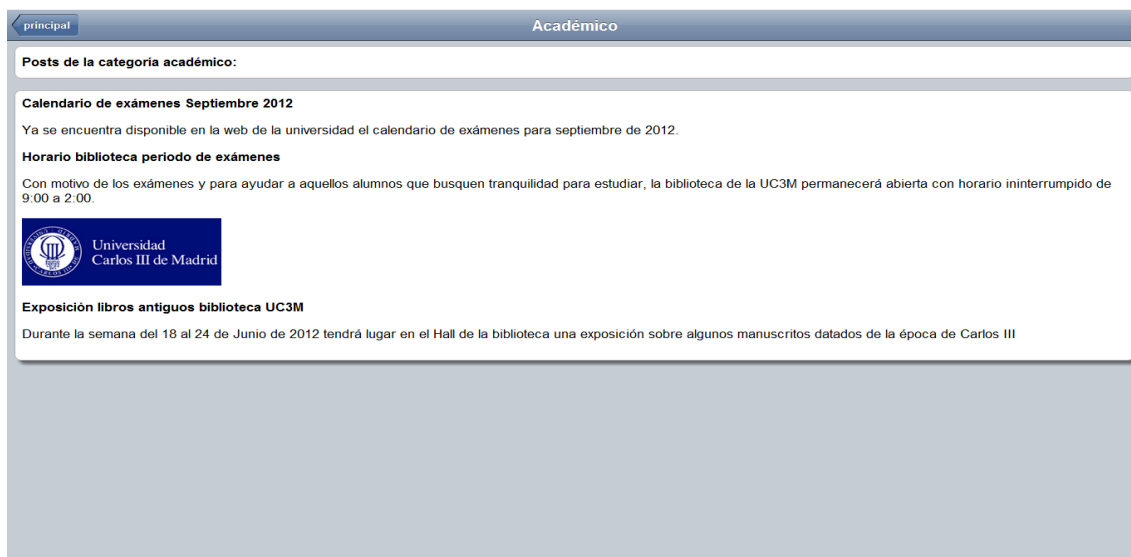 principal
Académico
Posts de la categoría académico:
Calendario de exámenes Septiembre 2012
Ya se encuentra disponible en la web de la universidad el calendario de exámenes para septiembre de 2012.
Horario biblioteca periodo de exámenes
Con motivo de los exámenes y para ayudar a aquellos alumnos que busquen tranquilidad para estudiar, la biblioteca de la UC3M permanecerá abierta con horario ininterrumpido de
9:00 a 2:00.
Universidad
Carlos III de Madrid
Exposición libros antiguos biblioteca UC3M
Durante la semana del 18 al 24 de Junio de 2012 tendrá lugar en el Hall de la biblioteca una exposición sobre algunos manuscritos datados de la época de Carlos III